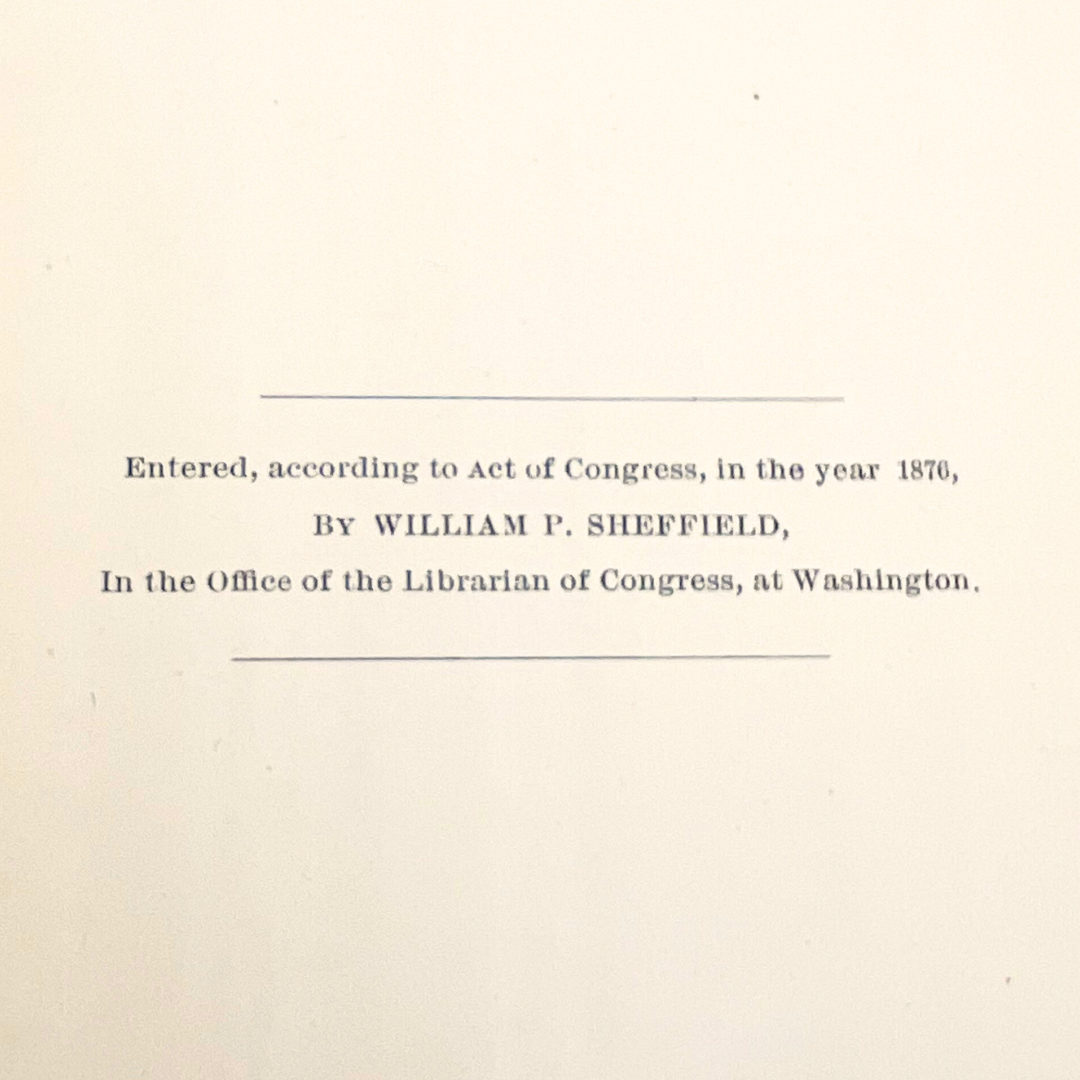 Entered, according to Act of Congress, in the year 1876,
By WILLIAM P. SHEFFIELD,
In the Office of the Librarian of Congress, at Washington.